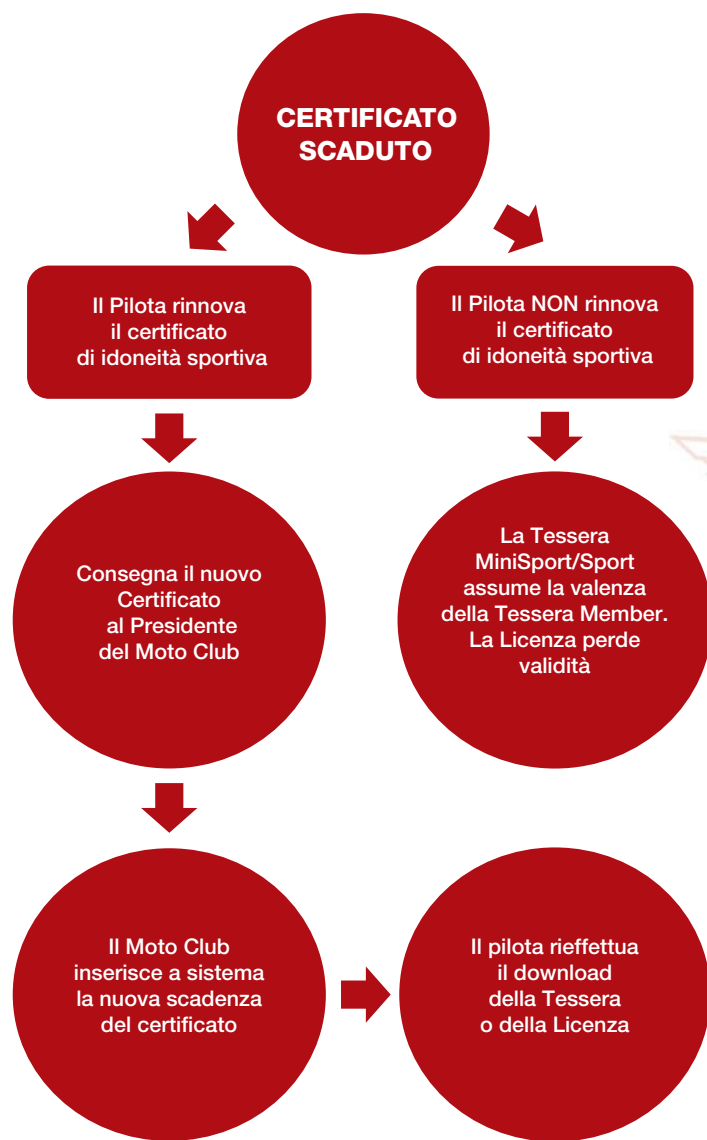 CERTIFICATO
SCADUTO
Il Pilota rinnova
il certificato
di idoneità sportiva
Il Pilota NON rinnova
il certificato
di idoneità sportiva
Consegna il nuovo
Certificato
al Presidente
del Moto Club
La Tessera
MiniSport/Sport
assume la valenza
della Tessera Member.
La Licenza perde
validità
Il Moto Club
inserisce a sistema
la nuova scadenza
del certificato
Il pilota rieffettua
il download
della Tessera
o della Licenza